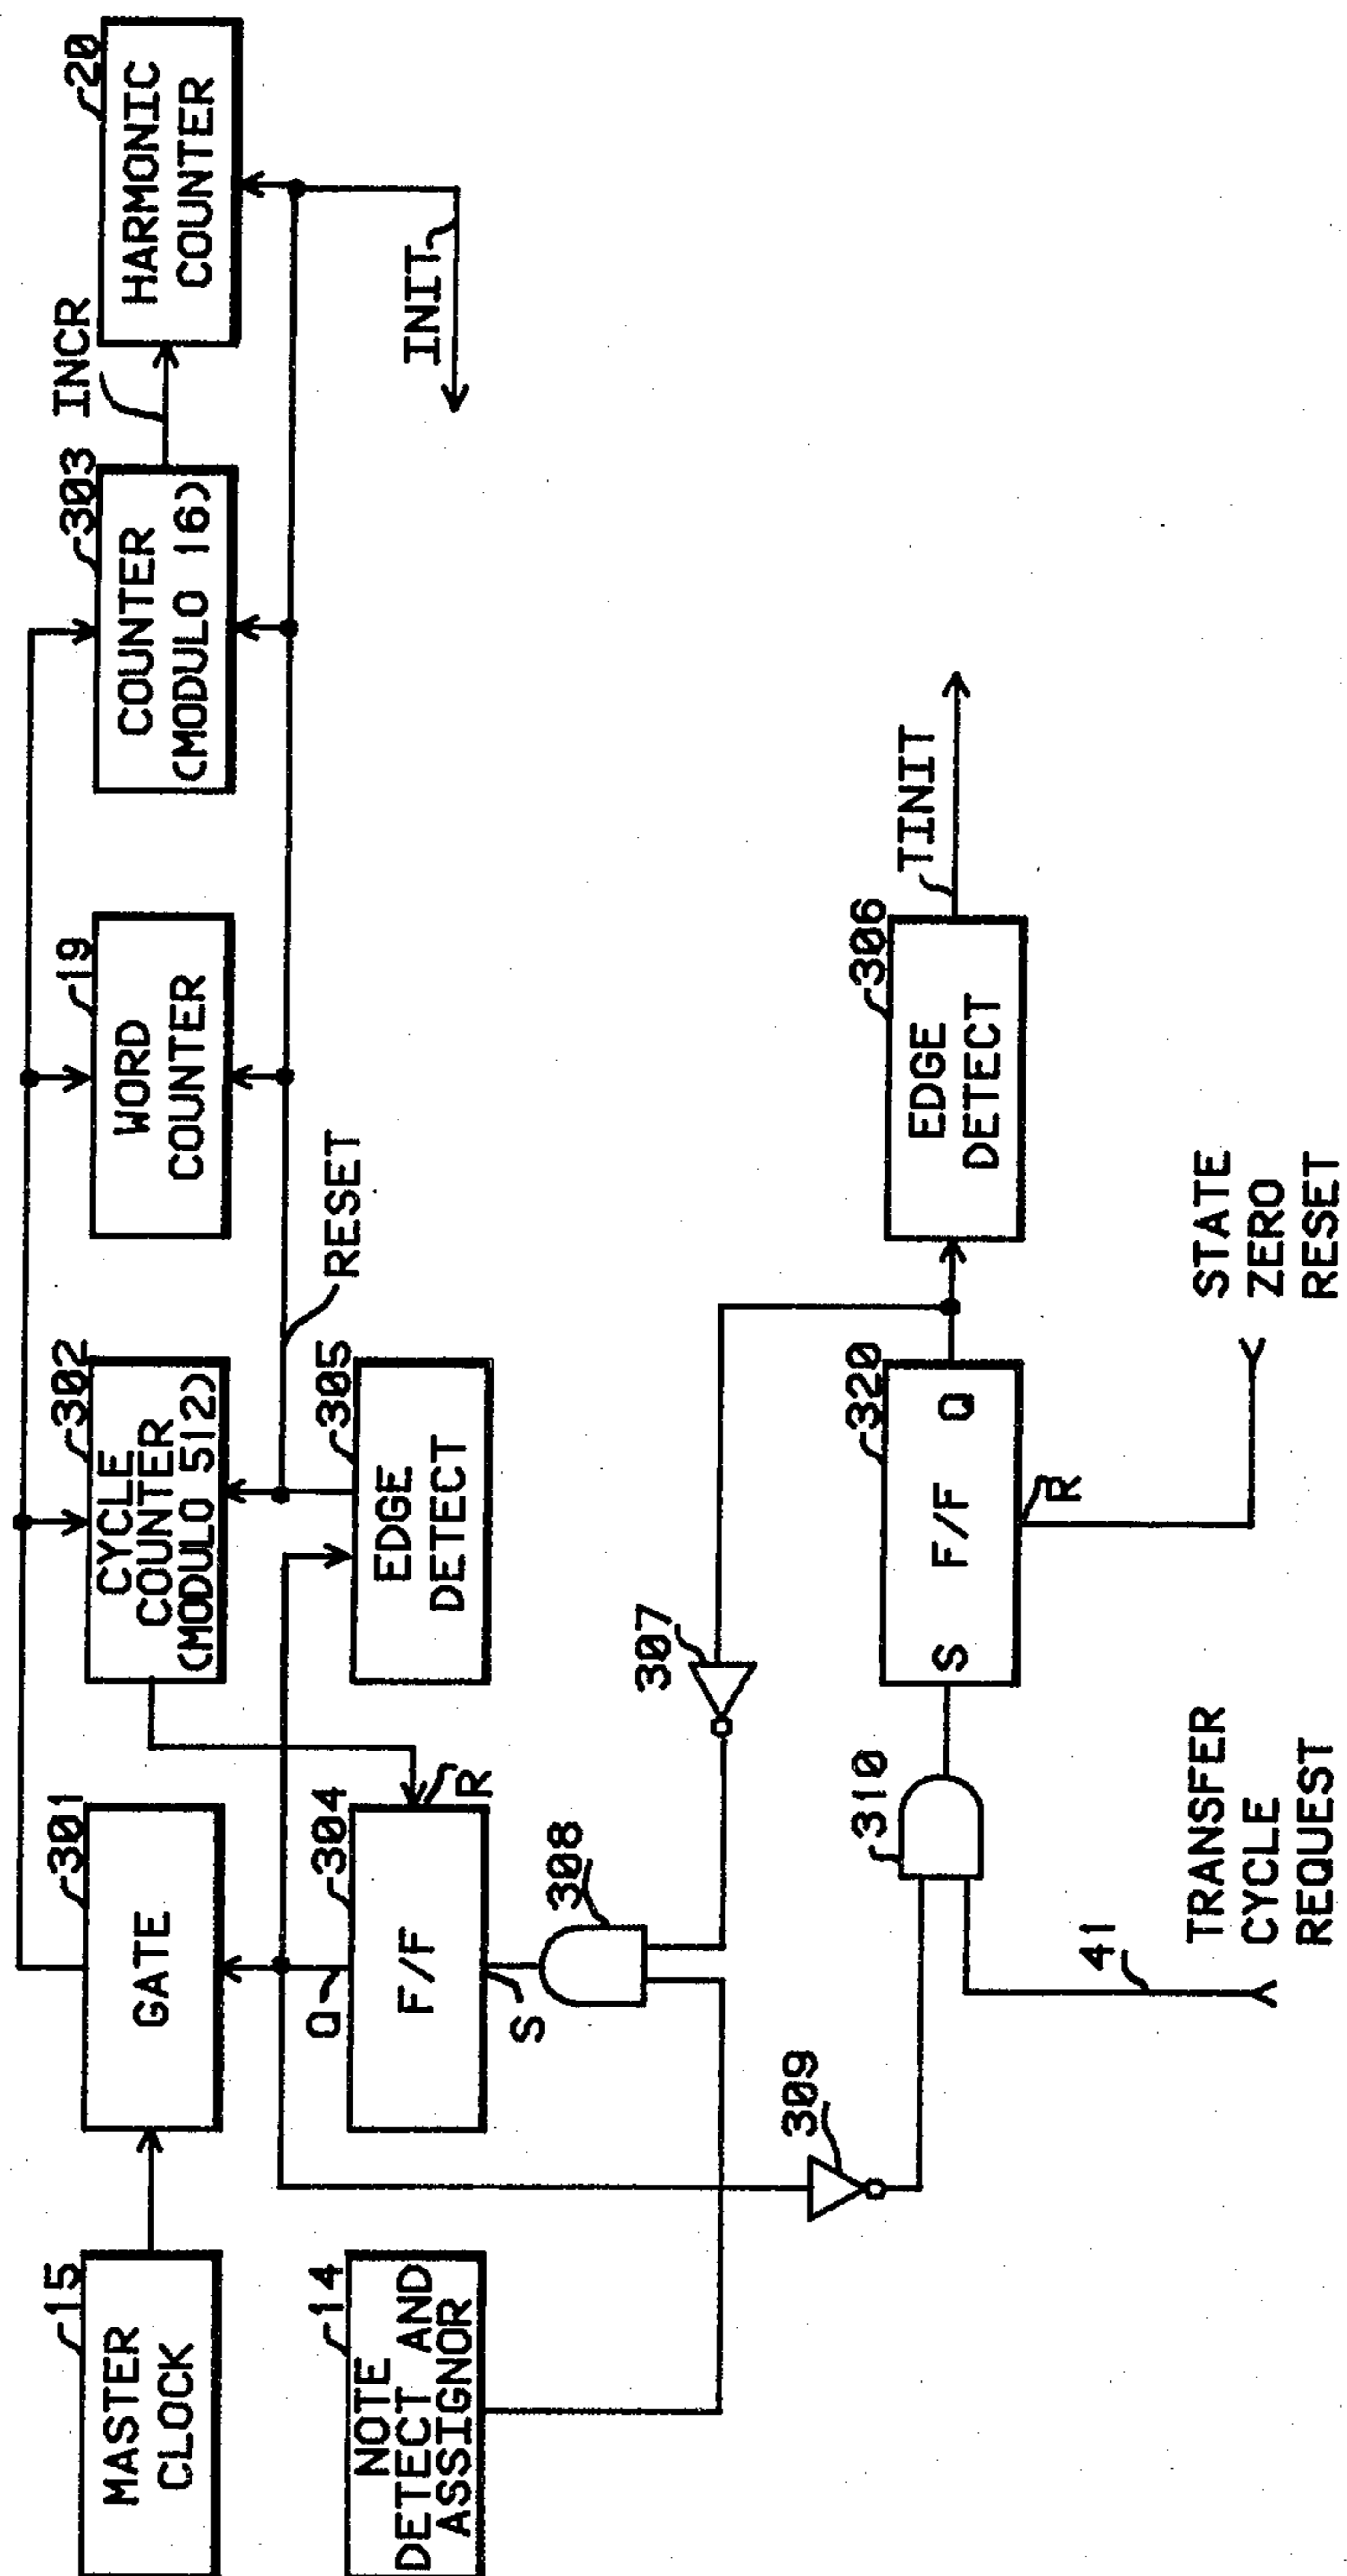 15
MASTER
CLOCK
301
GATE
302
CYCLE
COUNTER
(MODULO 512)
19
WORD
COUNTER
303
COUNTER
(MODULO 16)
INCR
20
HARMONIC
COUNTER
14
NOTE
DETECT AND
ASSIGNOR
Q
304
F/F
R
S
305
EDGE
DETECT
RESET
INIT
308
307
309
310
320
S F/F Q
R
306
EDGE
DETECT
TINIT
41
TRANSFER
CYCLE
REQUEST
STATE
ZERO
RESET